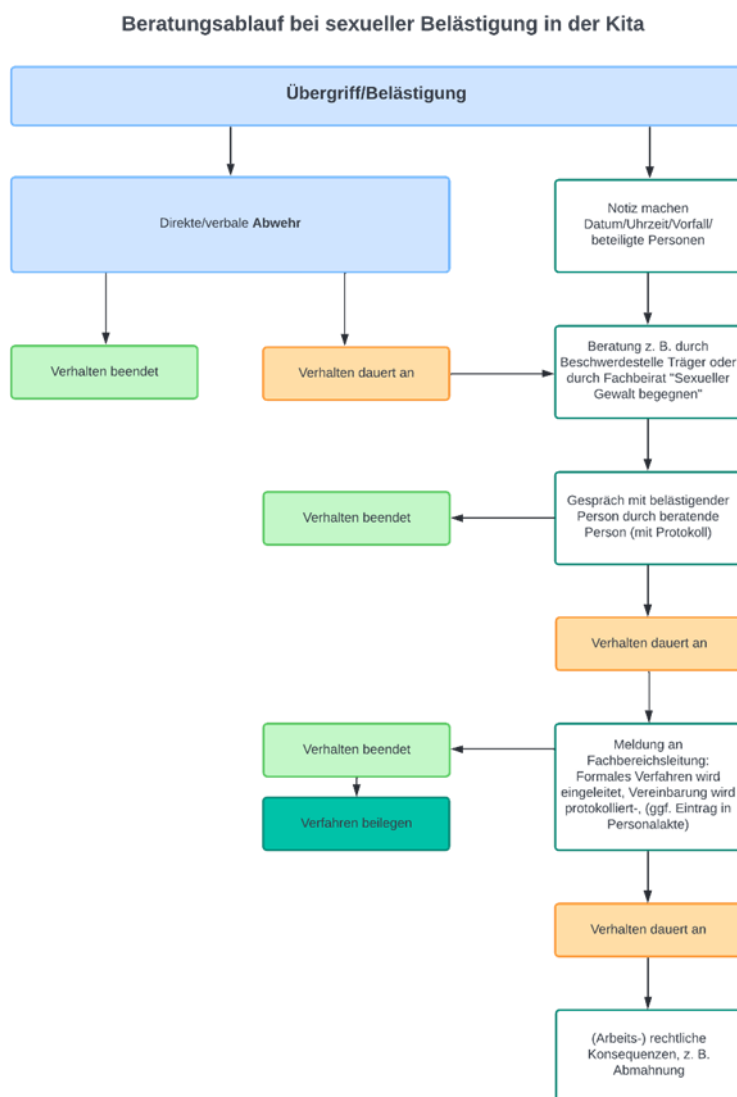 Beratungsablauf bei sexueller Belästigung in der Kita
Übergriff/Belästigung
Direkte/verbale Abwehr
Notiz machen
Datum/Uhrzeit/Vorfall/
beteiligte Personen
Verhalten beendet
Verhalten dauert an
Beratung z. B. durch
Beschwerdestelle Träger oder
durch Fachbeirat "Sexueller
Gewalt begegnen"
Verhalten beendet
Gespräch mit belästigender
Person durch beratende
Person (mit Protokoll)
Verhalten dauert an
Verhalten beendet
Meldung an
Fachbereichsleitung:
Formales Verfahren wird
eingeleitet, Vereinbarung wird
protokolliert-, (ggf. Eintrag in
Personalakte)
Verfahren beilegen
Verhalten dauert an
(Arbeits-) rechtliche
Konsequenzen, z. B.
Abmahnung